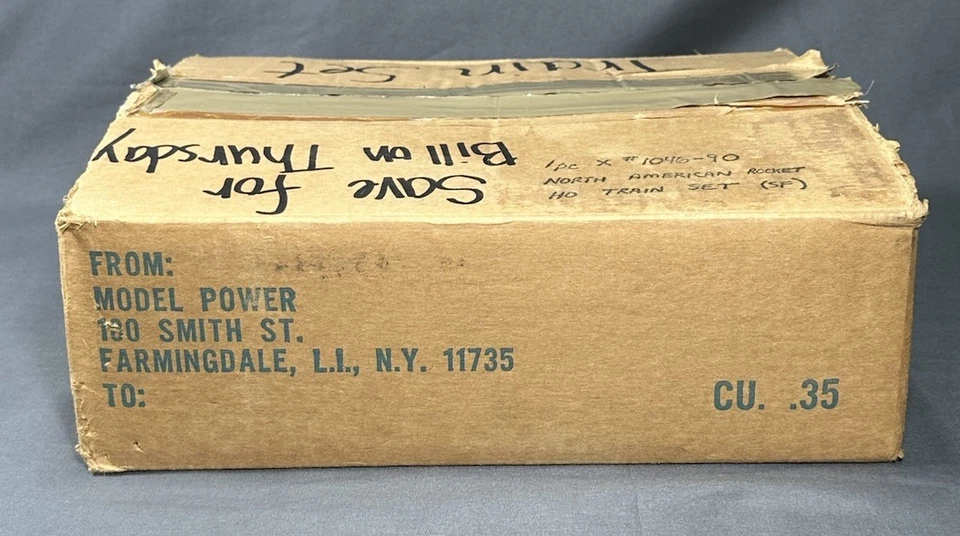 Train Set
Save for
Bill on Thursday
1pc X #1046-90
NORTH AMERICAN ROCKET
HO TRAIN SET (SF)
FROM:
MODEL POWER
180 SMITH ST.
FARMINGDALE, L.I., N.Y. 11735
TO:
CU. .35